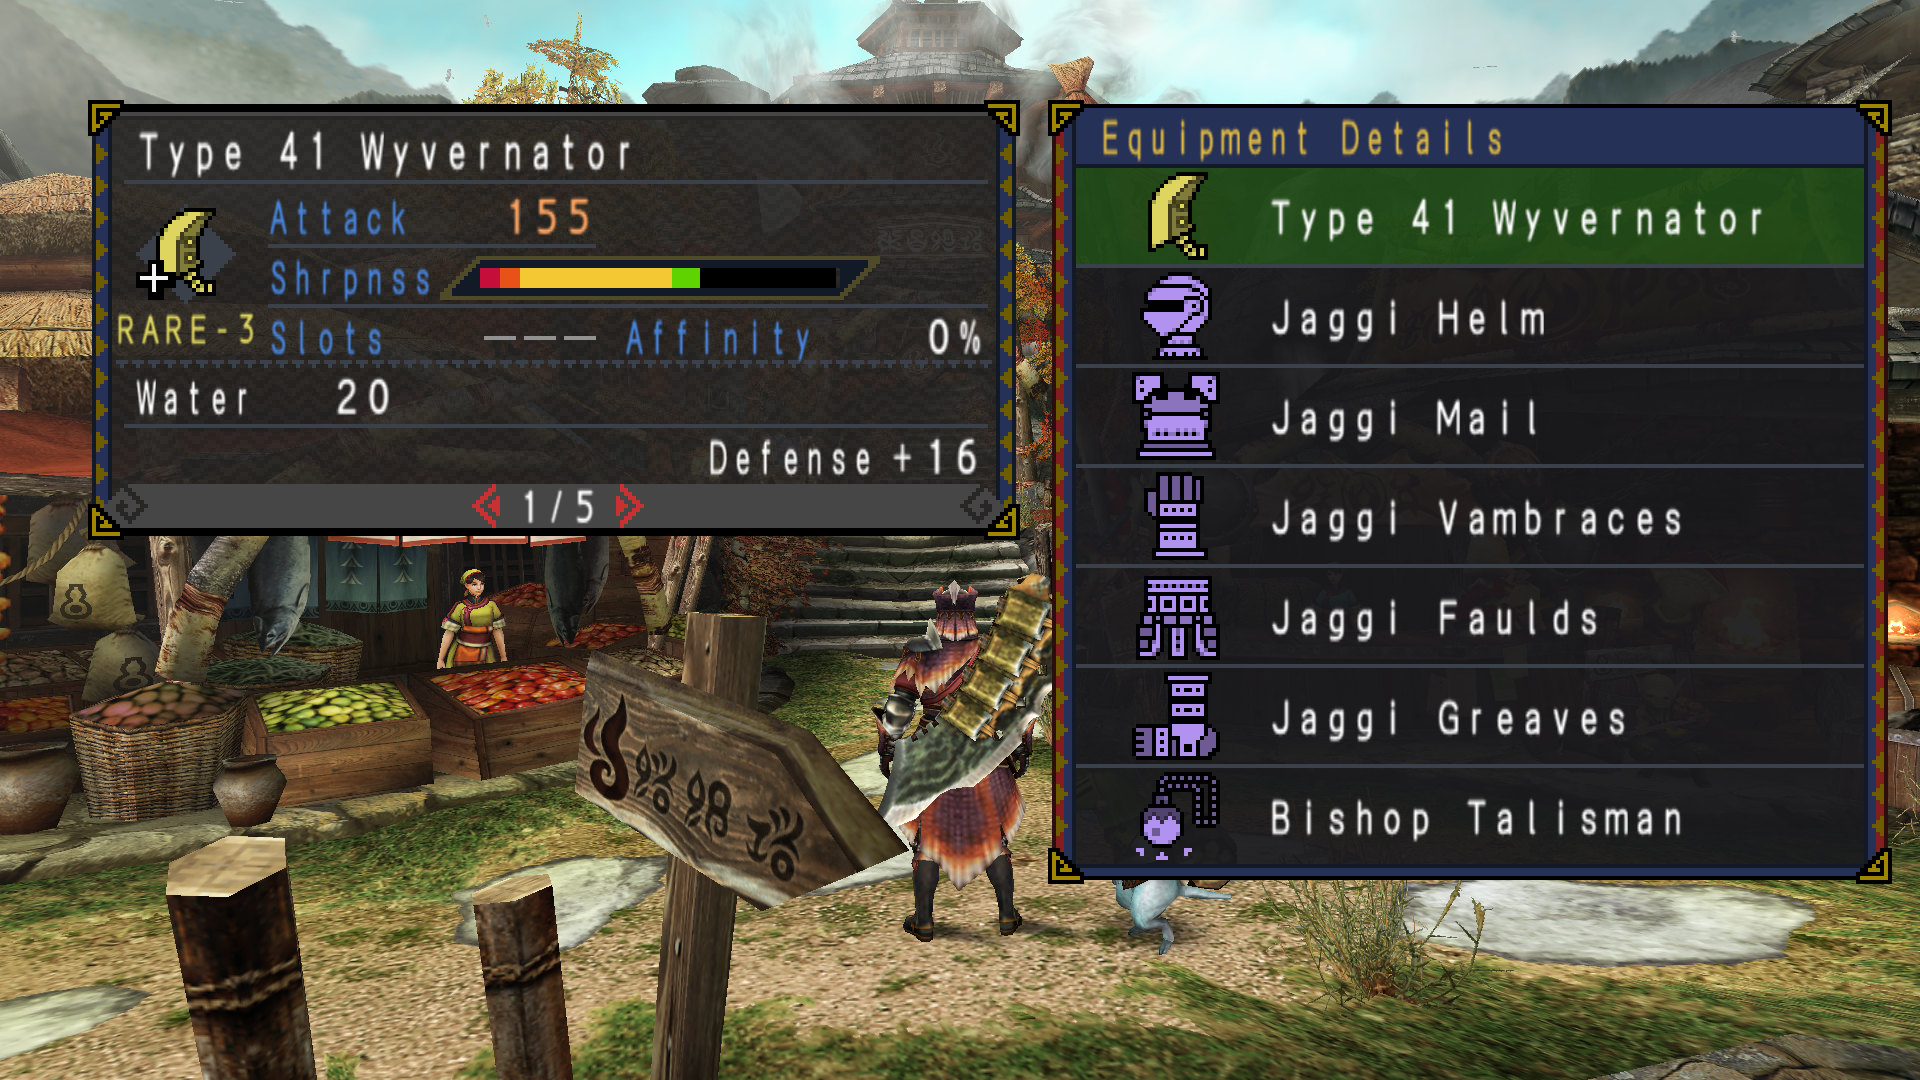 Type 41 Wyvernator
Attack 155
Shrpnss
RARE-3
Slots --- Affinity 0%
Water 20
Defense +16
1/5
Equipment Details
Type 41 Wyvernator
Jaggi Helm
Jaggi Mail
Jaggi Vambraces
Jaggi Faulds
Jaggi Greaves
Bishop Talisman